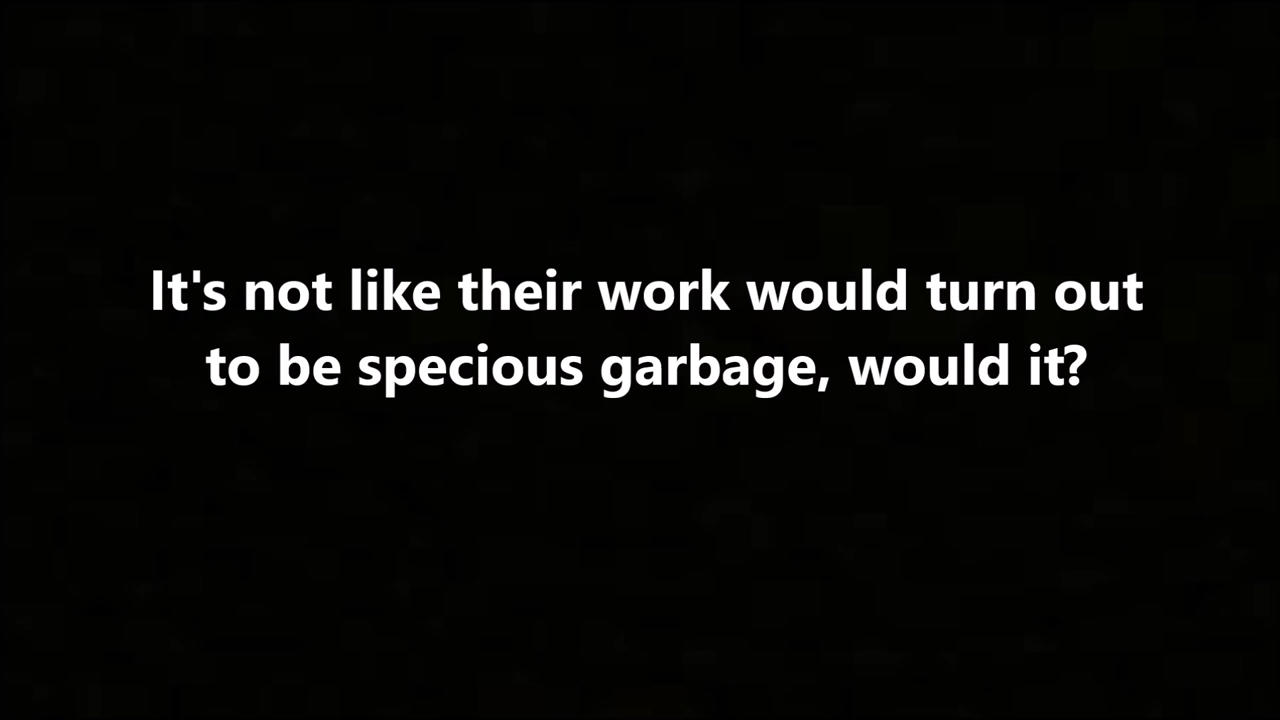 It's not like their work would turn out
to be specious garbage, would it?